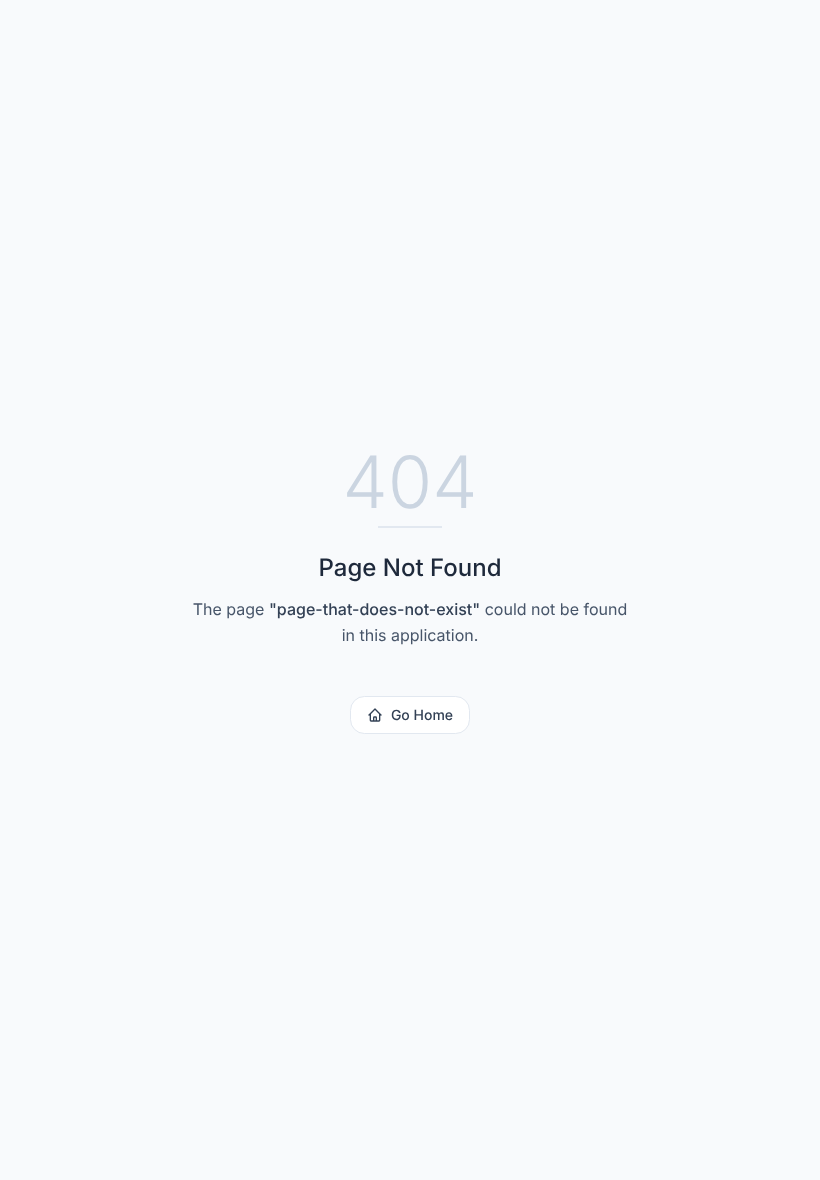 404
Page Not Found
The page "page-that-does-not-exist" could not be found
in this application.
Go Home